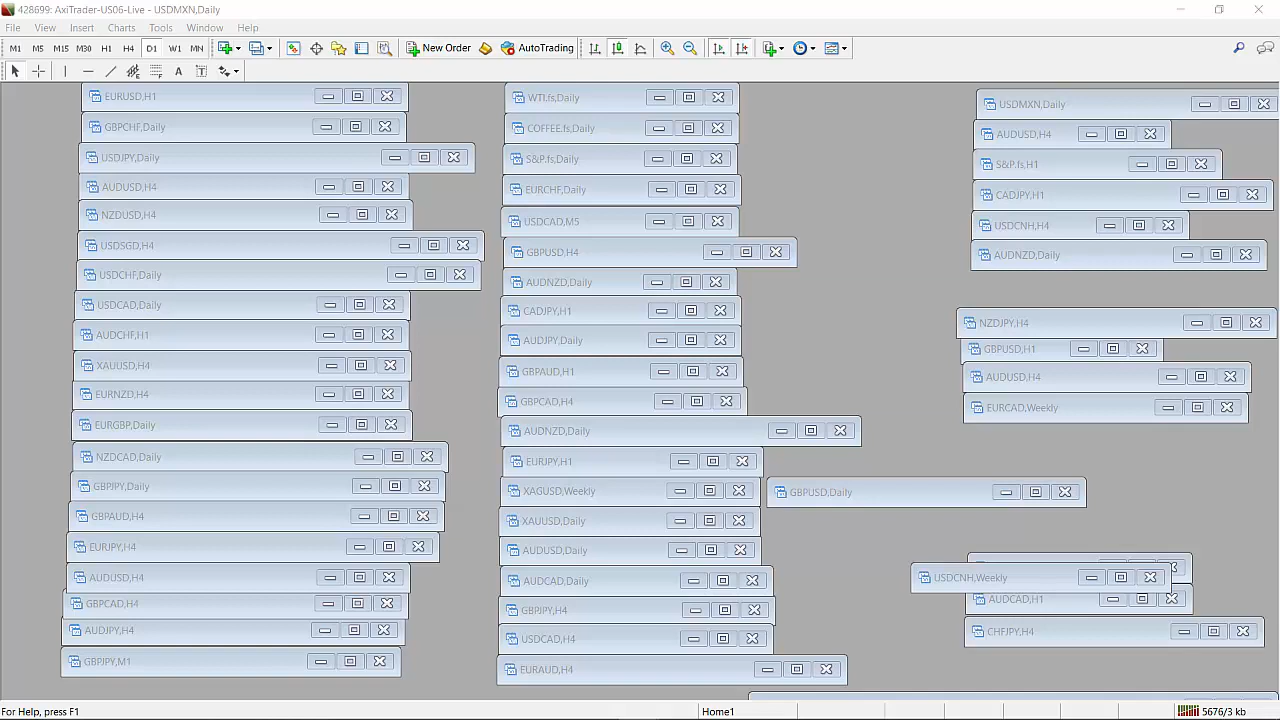 428699: AxiTrader-US06-Live - USDMXN,Daily
File View Insert Charts Tools Window Help
M1 M5 M15 M30 H1 H4 D1 W1 MN New Order AutoTrading
A T
EURUSD,H1
GBPCHF,Daily
USDJPY,Daily
AUDUSD,H4
NZDUSD,H4
USDSGD,H4
USDCHF,Daily
USDCAD,Daily
AUDCHF,H1
XAUUSD,H4
EURNZD,H4
EURGBP,Daily
NZDCAD,Daily
GBPJPY,Daily
GBPAUD,H4
EURJPY,H4
AUDUSD,H4
GBPCAD,H4
AUDJPY,H4
GBPJPY,M1
WTI.fs,Daily
COFFEE.fs,Daily
S&P.fs,Daily
EURCHF,Daily
USDCAD,M5
GBPUSD,H4
AUDNZD,Daily
CADJPY,H1
AUDJPY,Daily
GBPAUD,H1
GBPCAD,H4
AUDNZD,Daily
EURJPY,H1
XAGUSD,Weekly
XAUUSD,Daily
AUDUSD,Daily
AUDCAD,Daily
GBPJPY,H4
USDCAD,H4
EURAUD,H4
USDMXN,Daily
AUDUSD,H4
S&P.fs,H1
CADJPY,H1
USDCNH,H4
AUDNZD,Daily
NZDJPY,H4
GBPUSD,H1
AUDUSD,H4
EURCAD,Weekly
GBPUSD,Daily
USDCNH,Weekly
AUDCAD,H1
CHFJPY,H4
For Help, press F1 Home1 5676/3 kb